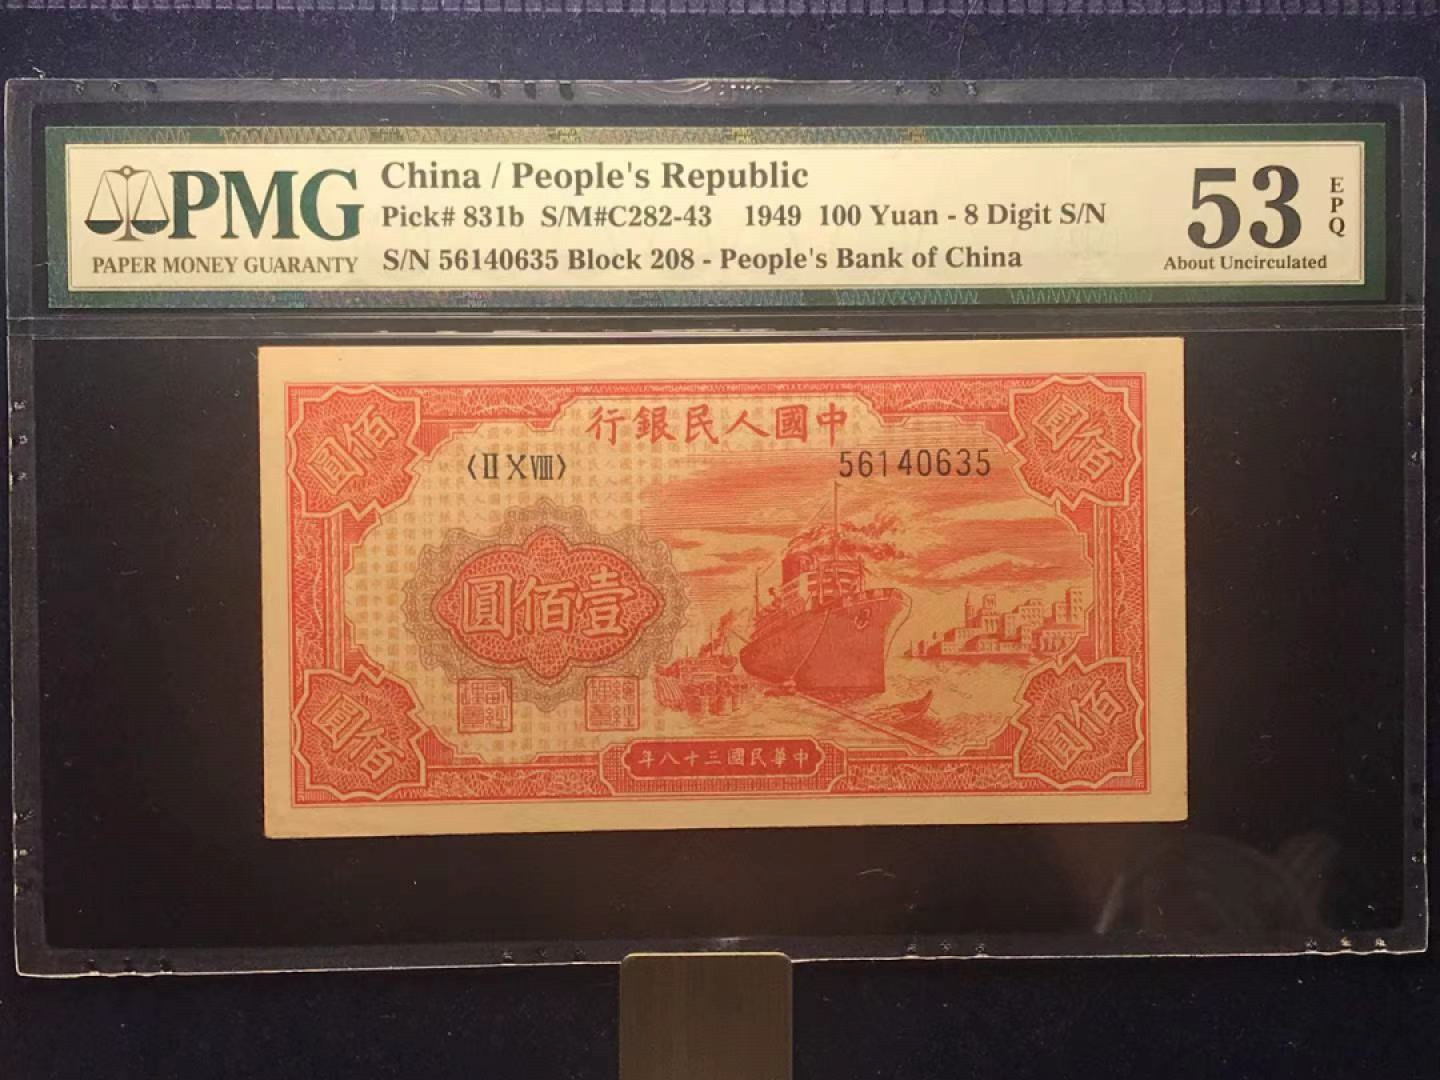 PMG
PAPER MONEY GUARANTY
China / People's Republic
Pick# 831b S/M#C282-43 1949 100 Yuan - 8 Digit S/N
S/N 56140635 Block 208 - People's Bank of China
53
EPQ
About Uncirculated
中國人民銀行
〈ⅡⅩⅧ〉
56140635
佰圓
佰圓
壹佰圓
佰圓
佰圓
中華民國三十八年